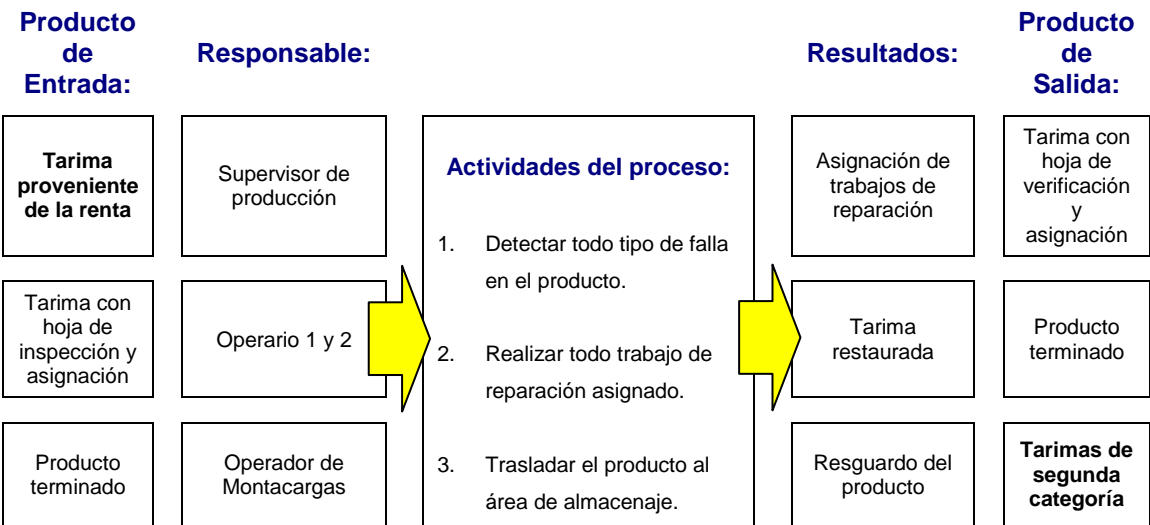 Producto
de
Entrada:
Responsable:
Resultados:
Producto
de
Salida:
Tarima
proveniente
de la renta
Supervisor de
producción
Actividades del proceso:
Asignación de
trabajos de
reparación
Tarima con
hoja de
verificación
y
asignación
1. Detectar todo tipo de falla
en el producto.
Tarima con
hoja de
inspección y
asignación
Operario 1 y 2
2. Realizar todo trabajo de
reparación asignado.
Tarima
restaurada
Producto
terminado
Producto
terminado
Operador de
Montacargas
3. Trasladar el producto al
área de almacenaje.
Resguardo del
producto
Tarimas de
segunda
categoría